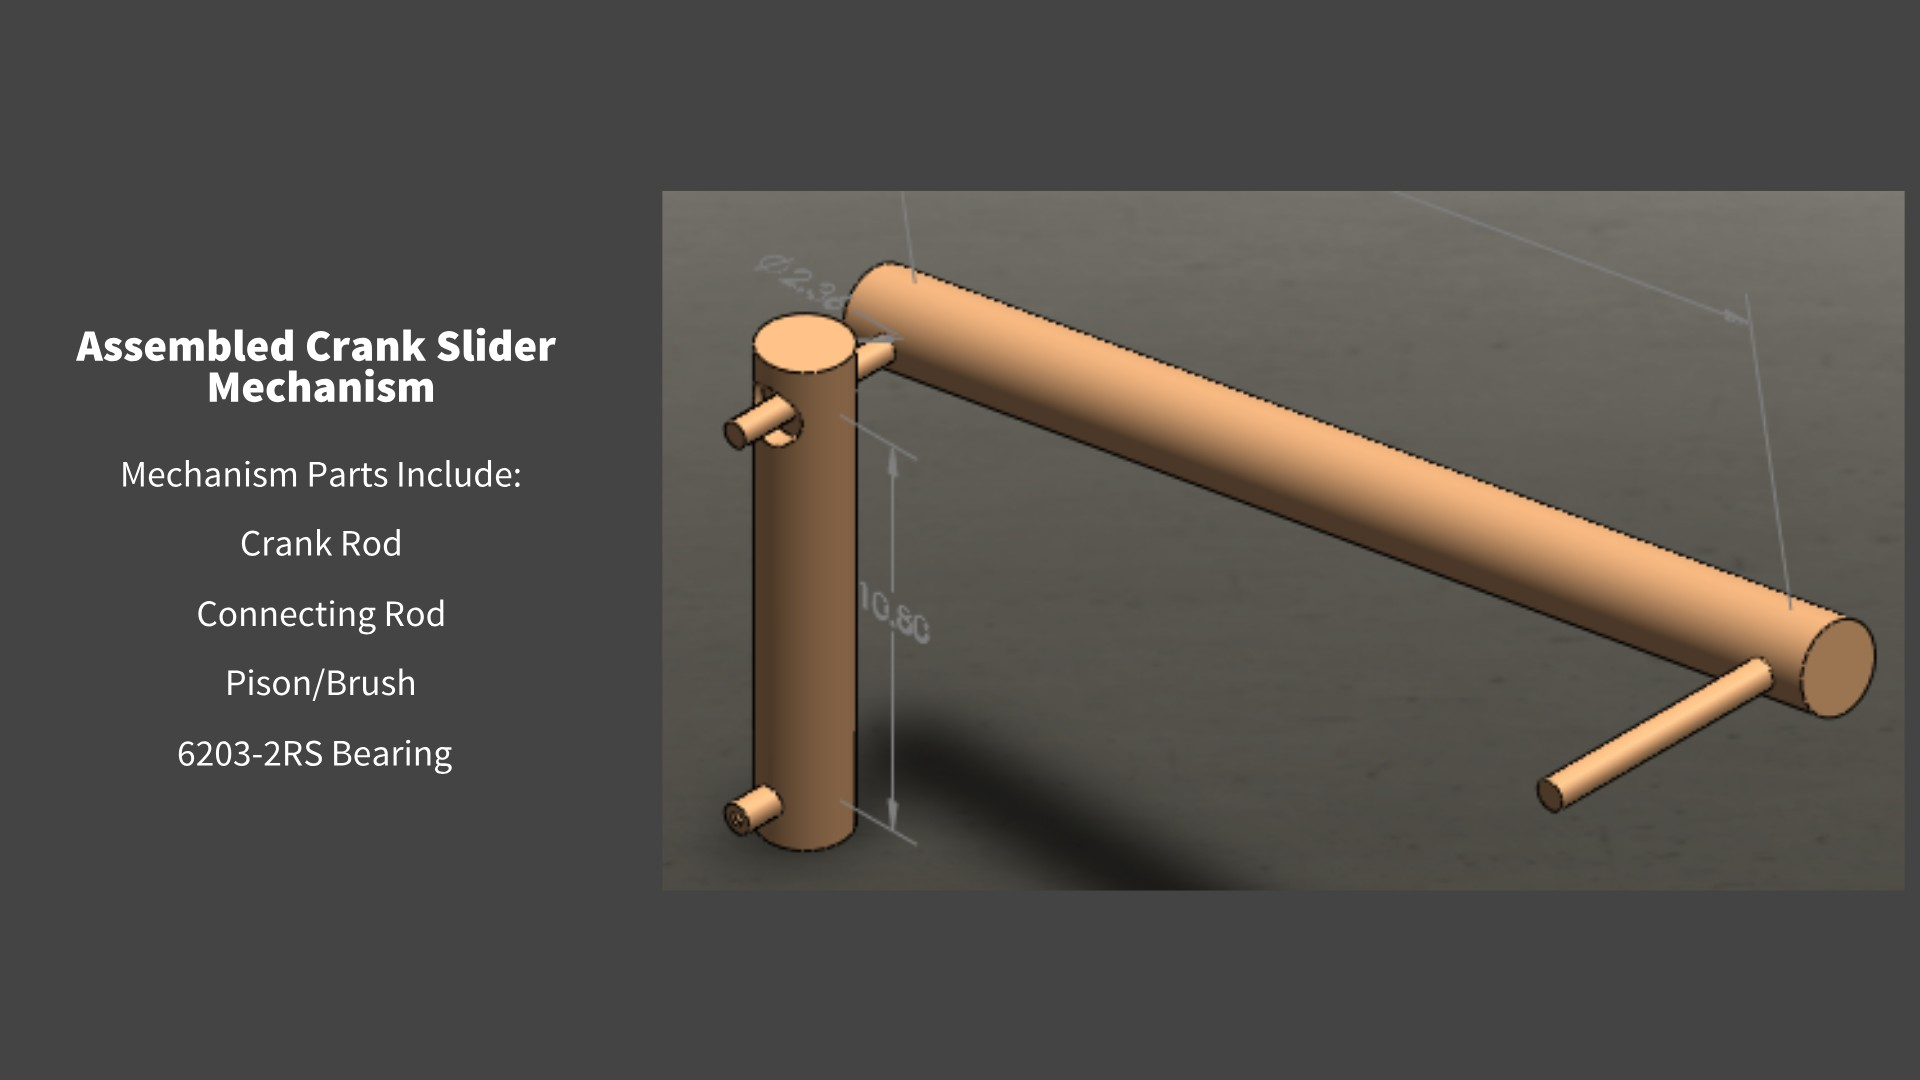 Assembled Crank Slider
Mechanism
Mechanism Parts Include:
Crank Rod
Connecting Rod
Pison/Brush
6203-2RS Bearing
10.80